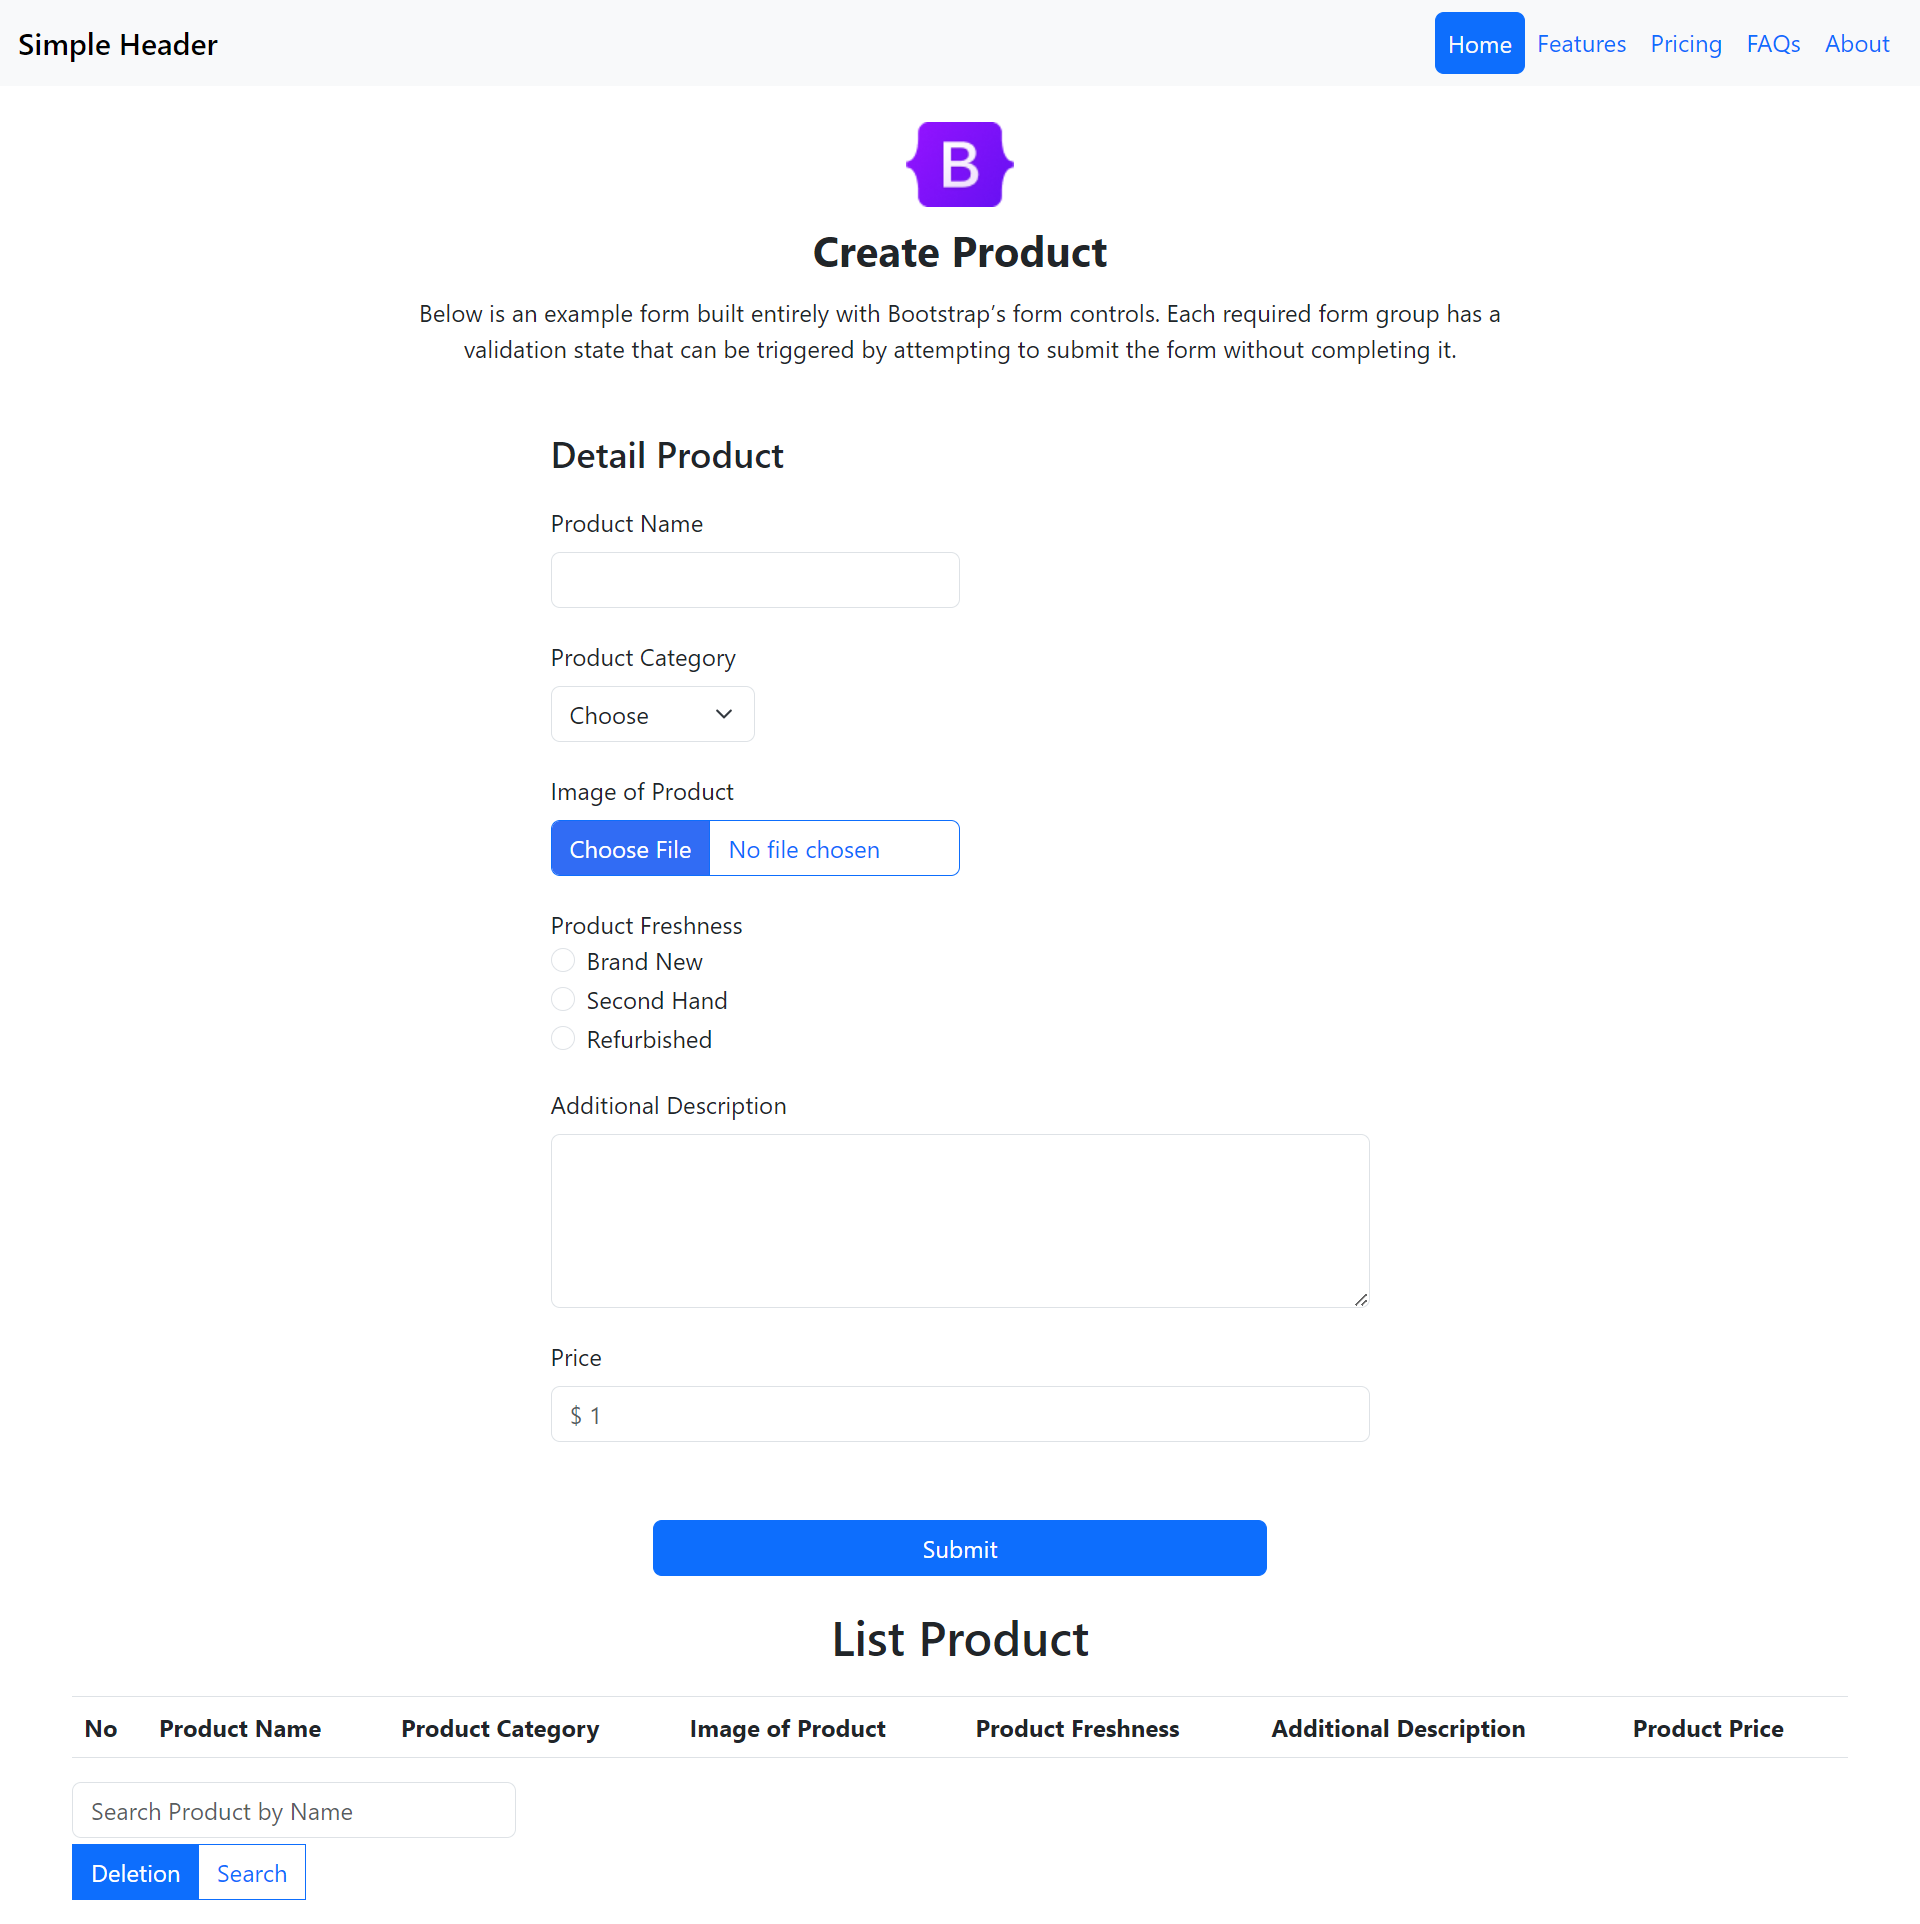 Simple Header
Home Features Pricing FAQs About
B
Create Product
Below is an example form built entirely with Bootstrap’s form controls. Each required form group has a
validation state that can be triggered by attempting to submit the form without completing it.
Detail Product
Product Name
Product Category
Choose
Image of Product
Choose File No file chosen
Product Freshness
Brand New
Second Hand
Refurbished
Additional Description
Price
$ 1
Submit
List Product
No Product Name Product Category Image of Product Product Freshness Additional Description Product Price
Search Product by Name
Deletion Search